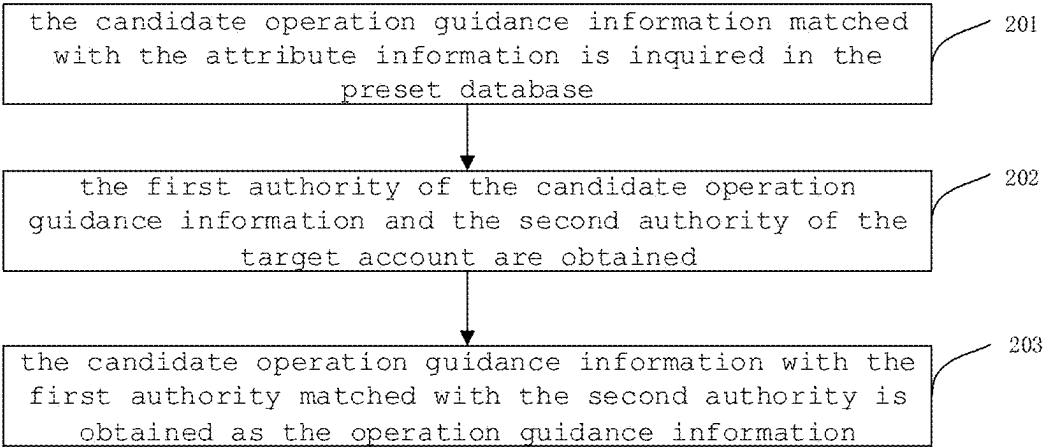 the candidate operation guidance information matched
with the attribute information is inquired in the
preset database
201
the first authority of the candidate operation
guidance information and the second authority of the
target account are obtained
202
the candidate operation guidance information with the
first authority matched with the second authority is
obtained as the operation guidance information
203